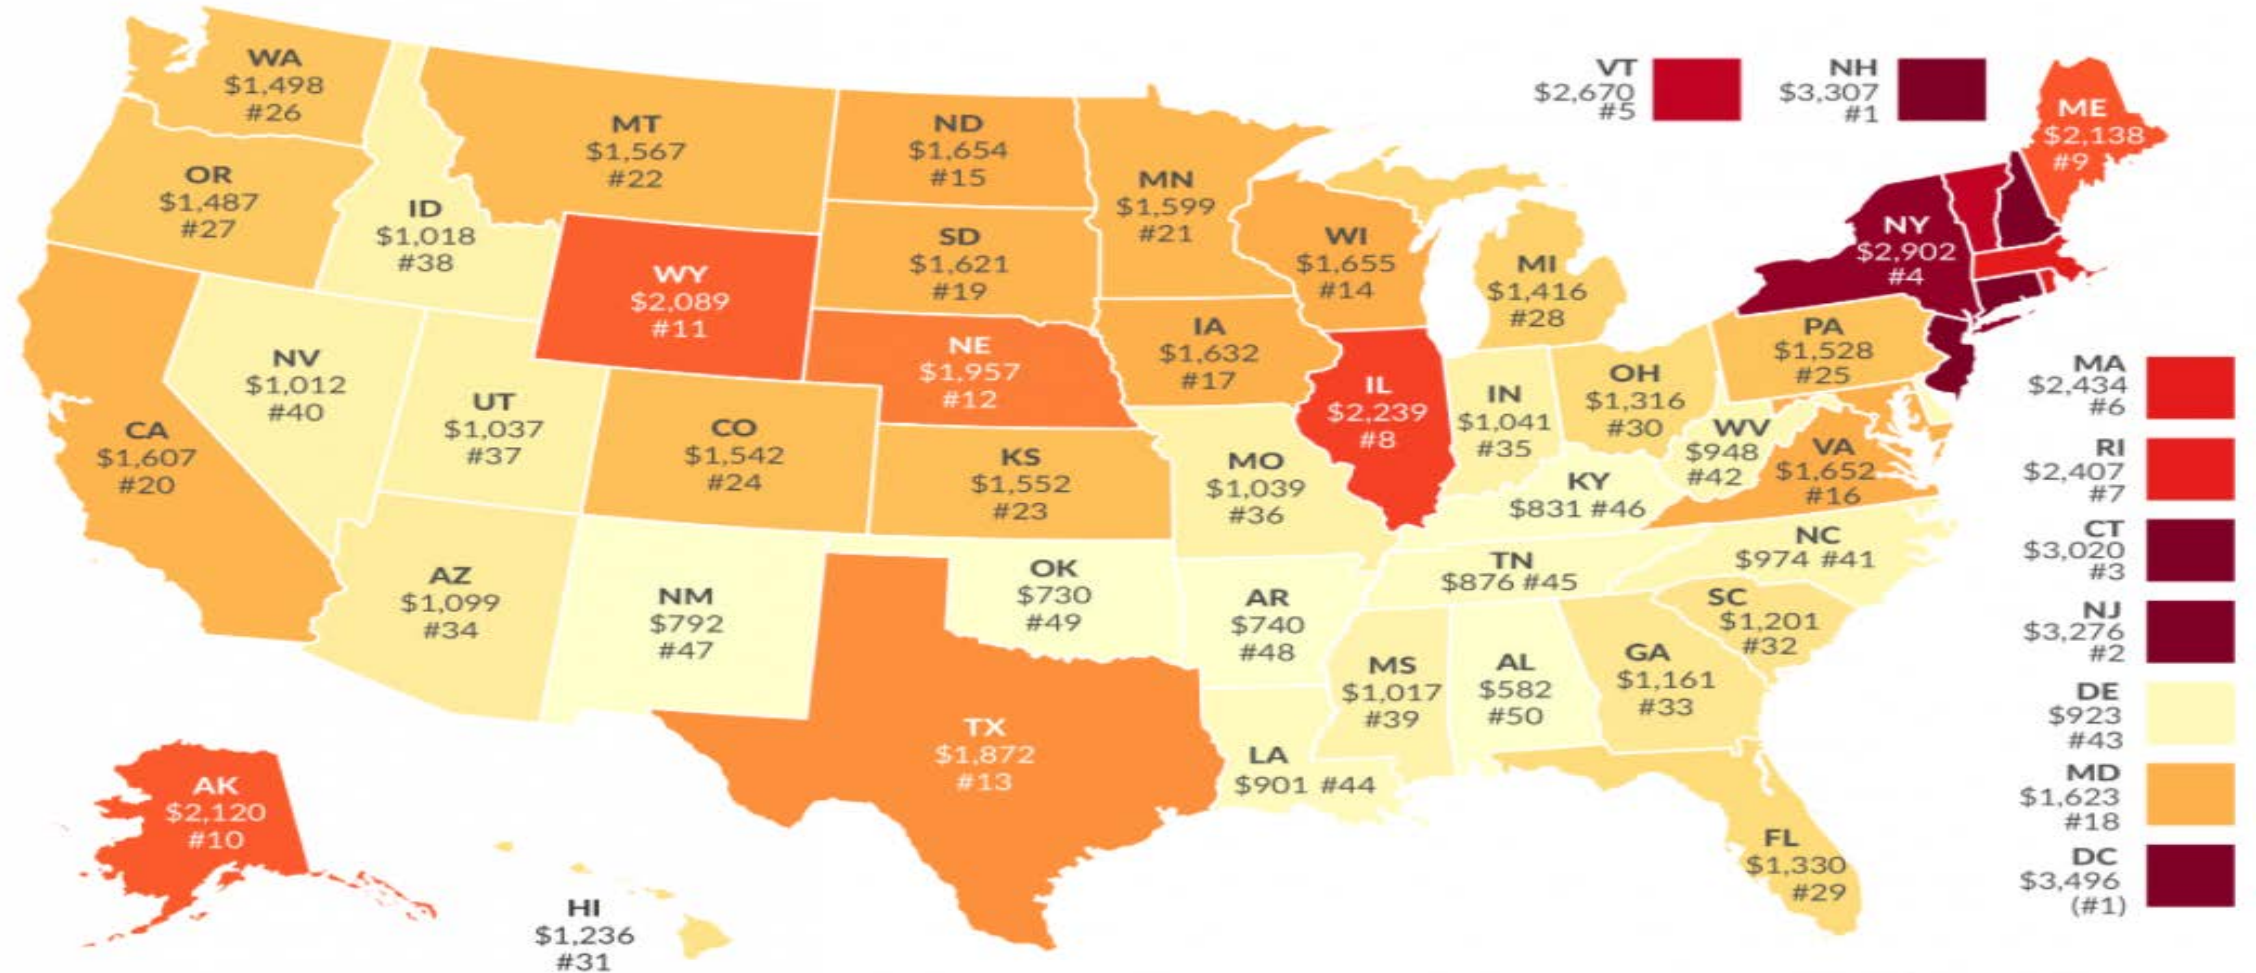 WA
$1,498
#26
OR
$1,487
#27
CA
$1,607
#20
ID
$1,018
#38
NV
$1,012
#40
MT
$1,567
#22
WY
$2,089
#11
UT
$1,037
#37
CO
$1,542
#24
AZ
$1,099
#34
NM
$792
#47
ND
$1,654
#15
SD
$1,621
#19
NE
$1,957
#12
KS
$1,552
#23
OK
$730
#49
TX
$1,872
#13
MN
$1,599
#21
IA
$1,632
#17
MO
$1,039
#36
AR
$740
#48
LA
$901 #44
WI
$1,655
#14
IL
$2,239
#8
MI
$1,416
#28
IN
$1,041
#35
OH
$1,316
#30
KY
$831 #46
TN
$876 #45
MS
$1,017
#39
AL
$582
#50
GA
$1,161
#33
FL
$1,330
#29
SC
$1,201
#32
NC
$974 #41
WV
$948
#42
VA
$1,652
#16
PA
$1,528
#25
NY
$2,902
#4
VT
$2,670
#5
NH
$3,307
#1
ME
$2,138
#9
MA
$2,434
#6
RI
$2,407
#7
CT
$3,020
#3
NJ
$3,276
#2
DE
$923
#43
MD
$1,623
#18
DC
$3,496
(#1)
AK
$2,120
#10
HI
$1,236
#31